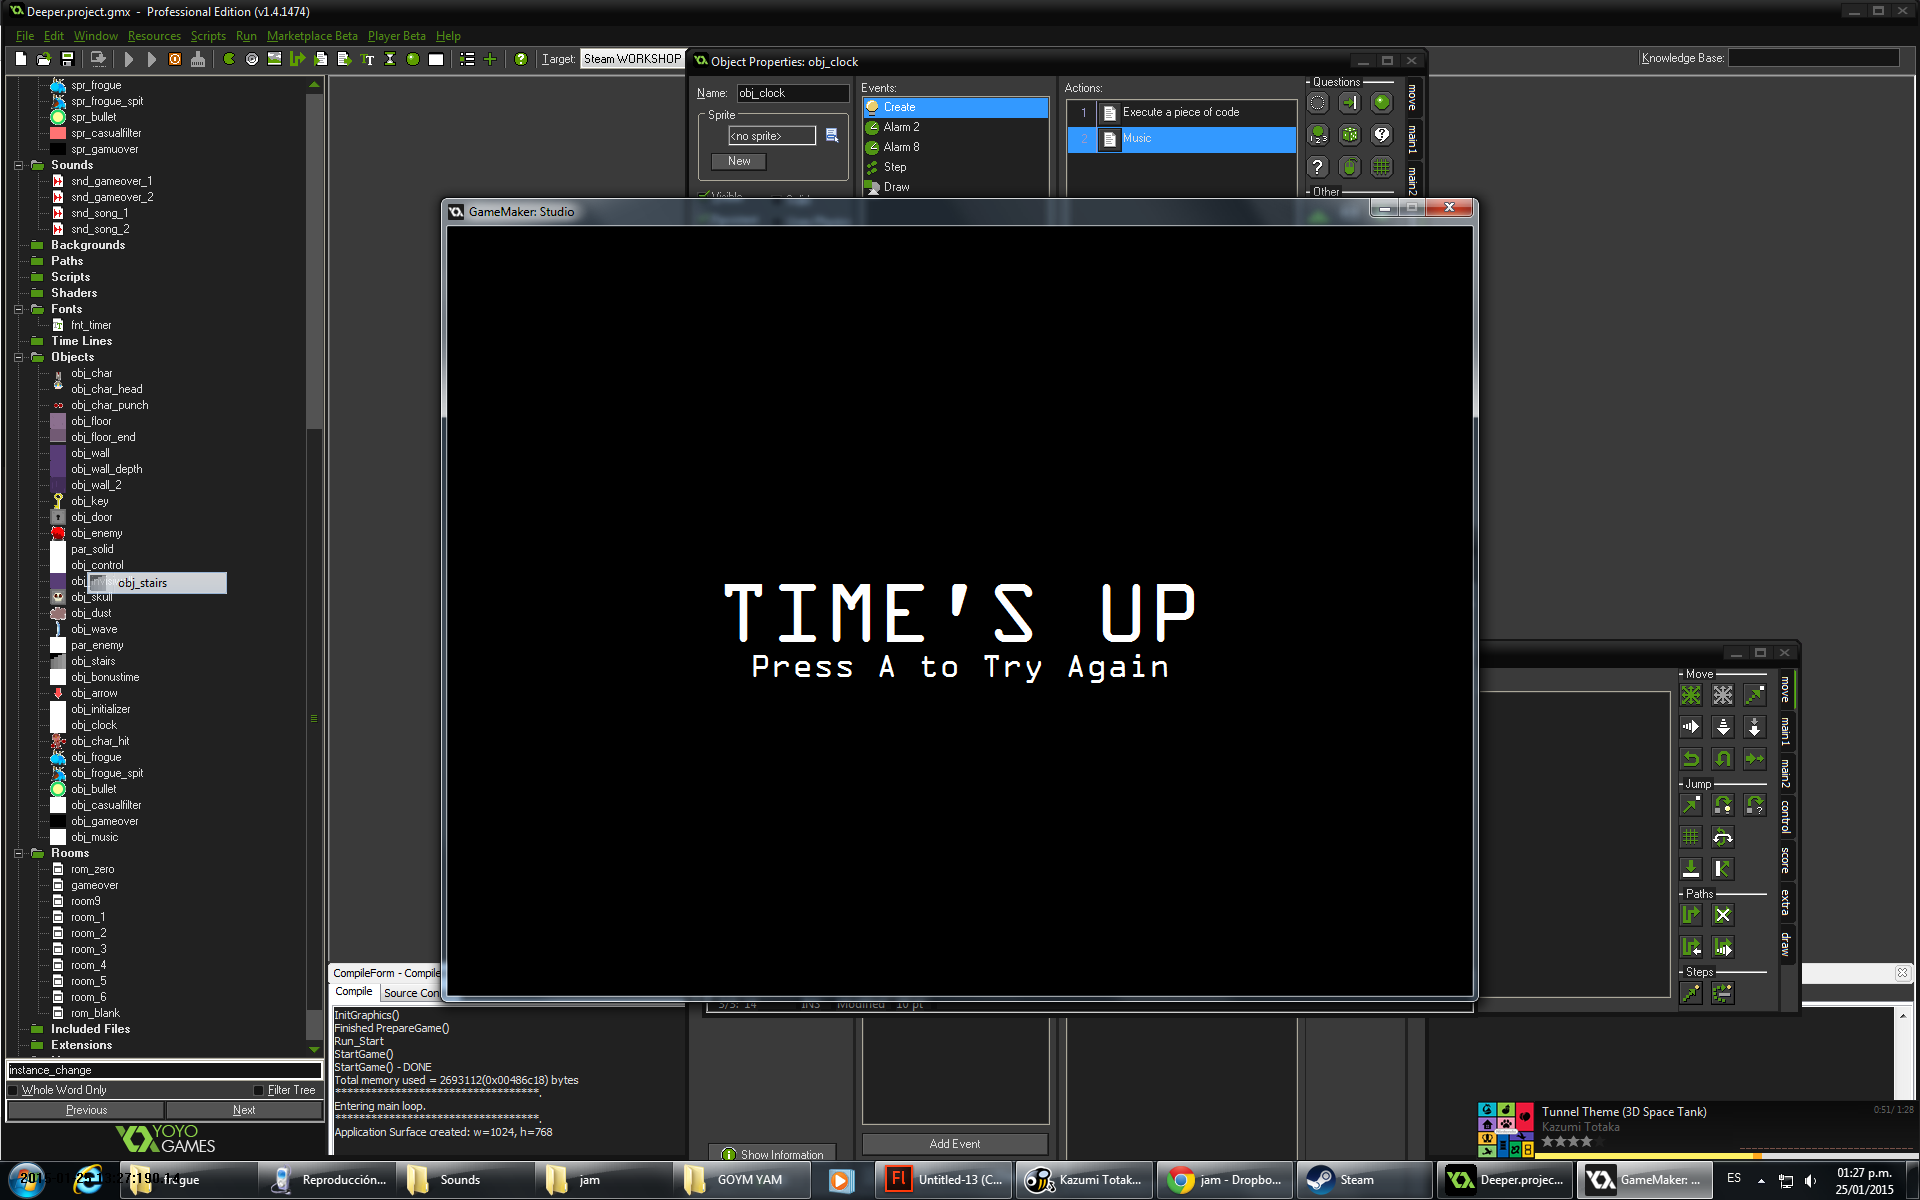 Deeper.project.gmx - Professional Edition (v1.4.1474)
File Edit Window Resources Scripts Run Marketplace Beta Player Beta Help
Target: Steam WORKSHOP
Knowledge Base:
spr_frogue
spr_frogue_spit
spr_bullet
spr_casualfilter
spr_gamuover
Sounds
snd_gameover_1
snd_gameover_2
snd_song_1
snd_song_2
Backgrounds
Paths
Scripts
Shaders
Fonts
fnt_timer
Time Lines
Objects
obj_char
obj_char_head
obj_char_punch
obj_floor
obj_floor_end
obj_wall
obj_wall_depth
obj_wall_2
obj_key
obj_door
obj_enemy
par_solid
obj_control
obj_stairs
obj_skull
obj_dust
obj_wave
par_enemy
obj_stairs
obj_bonustime
obj_arrow
obj_initializer
obj_clock
obj_char_hit
obj_frogue
obj_frogue_spit
obj_bullet
obj_casualfilter
obj_gameover
obj_music
Rooms
rom_zero
gameover
room9
room_1
room_2
room_3
room_4
room_5
room_6
rom_blank
Included Files
Extensions
instance_change
Whole Word Only Filter Tree
Previous Next
YOYO
GAMES
Object Properties: obj_clock
Name: obj_clock
Sprite
<no sprite>
New
Events:
Create
Alarm 2
Alarm 8
Step
Draw
Actions:
1 Execute a piece of code
2 Music
Questions
Other
move
main1
main2
GameMaker: Studio
TIME'S UP
Press A to Try Again
3/3: 14 INS Modified 10 pt
Add Event
Show Information
Move
Jump
Paths
Steps
move
main1
main2
control
score
extra
draw
CompileForm - Compile
Compile Source Con
InitGraphics()
Finished PrepareGame()
Run_Start
StartGame()
StartGame() - DONE
Total memory used = 2693112(0x00486c18) bytes
***********************************.
Entering main loop.
***********************************.
Application Surface created: w=1024, h=768
Tunnel Theme (3D Space Tank)
Kazumi Totaka
0:51/ 1:28
frogue
Reproducción...
Sounds
jam
GOYM YAM
Untitled-13 (C...
Kazumi Totak...
jam - Dropbo...
Steam
Deeper.projec...
GameMaker: ...
ES
01:27 p.m.
25/01/2015